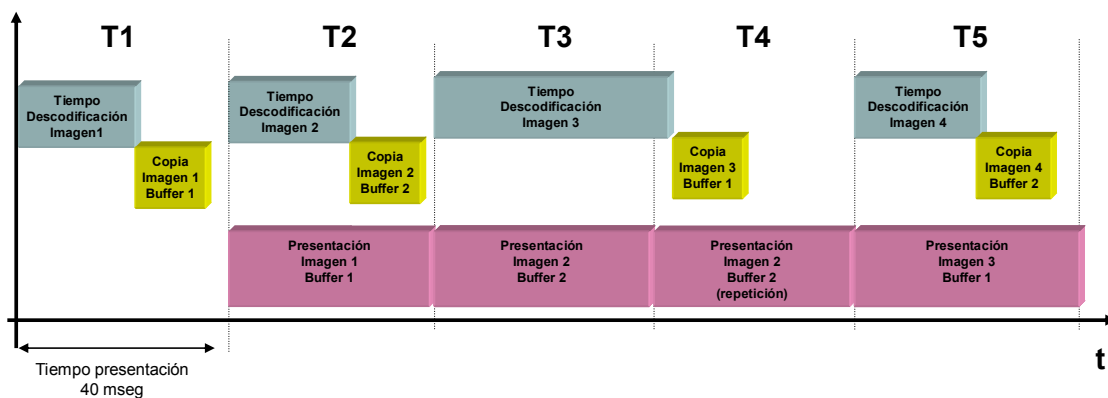 T1
T2
T3
T4
T5
Tiempo
Descodificación
Imagen1
Tiempo
Descodificación
Imagen 2
Tiempo
Descodificación
Imagen 3
Tiempo
Descodificación
Imagen 4
Copia
Imagen 1
Buffer 1
Copia
Imagen 2
Buffer 2
Copia
Imagen 3
Buffer 1
Copia
Imagen 4
Buffer 2
Presentación
Imagen 1
Buffer 1
Presentación
Imagen 2
Buffer 2
Presentación
Imagen 2
Buffer 2
(repetición)
Presentación
Imagen 3
Buffer 1
t
Tiempo presentación
40 mseg